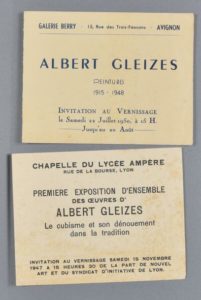 GALERIE BERRY - 15, Rue des Trois-Faucons - AVIGNON
ALBERT GLEIZES
PEINTURES
1915 - 1948
INVITATION AU VERNISSAGE
le Samedi 22 Juillet 1950, à 16 H.
Jusqu'au 20 Août
CHAPELLE DU LYCÉE AMPÈRE
RUE DE LA BOURSE, LYON
PREMIERE EXPOSITION D'ENSEMBLE
DES ŒUVRES D'
ALBERT GLEIZES
Le cubisme et son dénouement
dans la tradition
INVITATION AU VERNISSAGE SAMEDI 15 NOVEMBRE
1947 A 15 HEURES 30 DE LA PART DE NOUVEL
ART ET DU SYNDICAT D'INITIATIVE DE LYON.